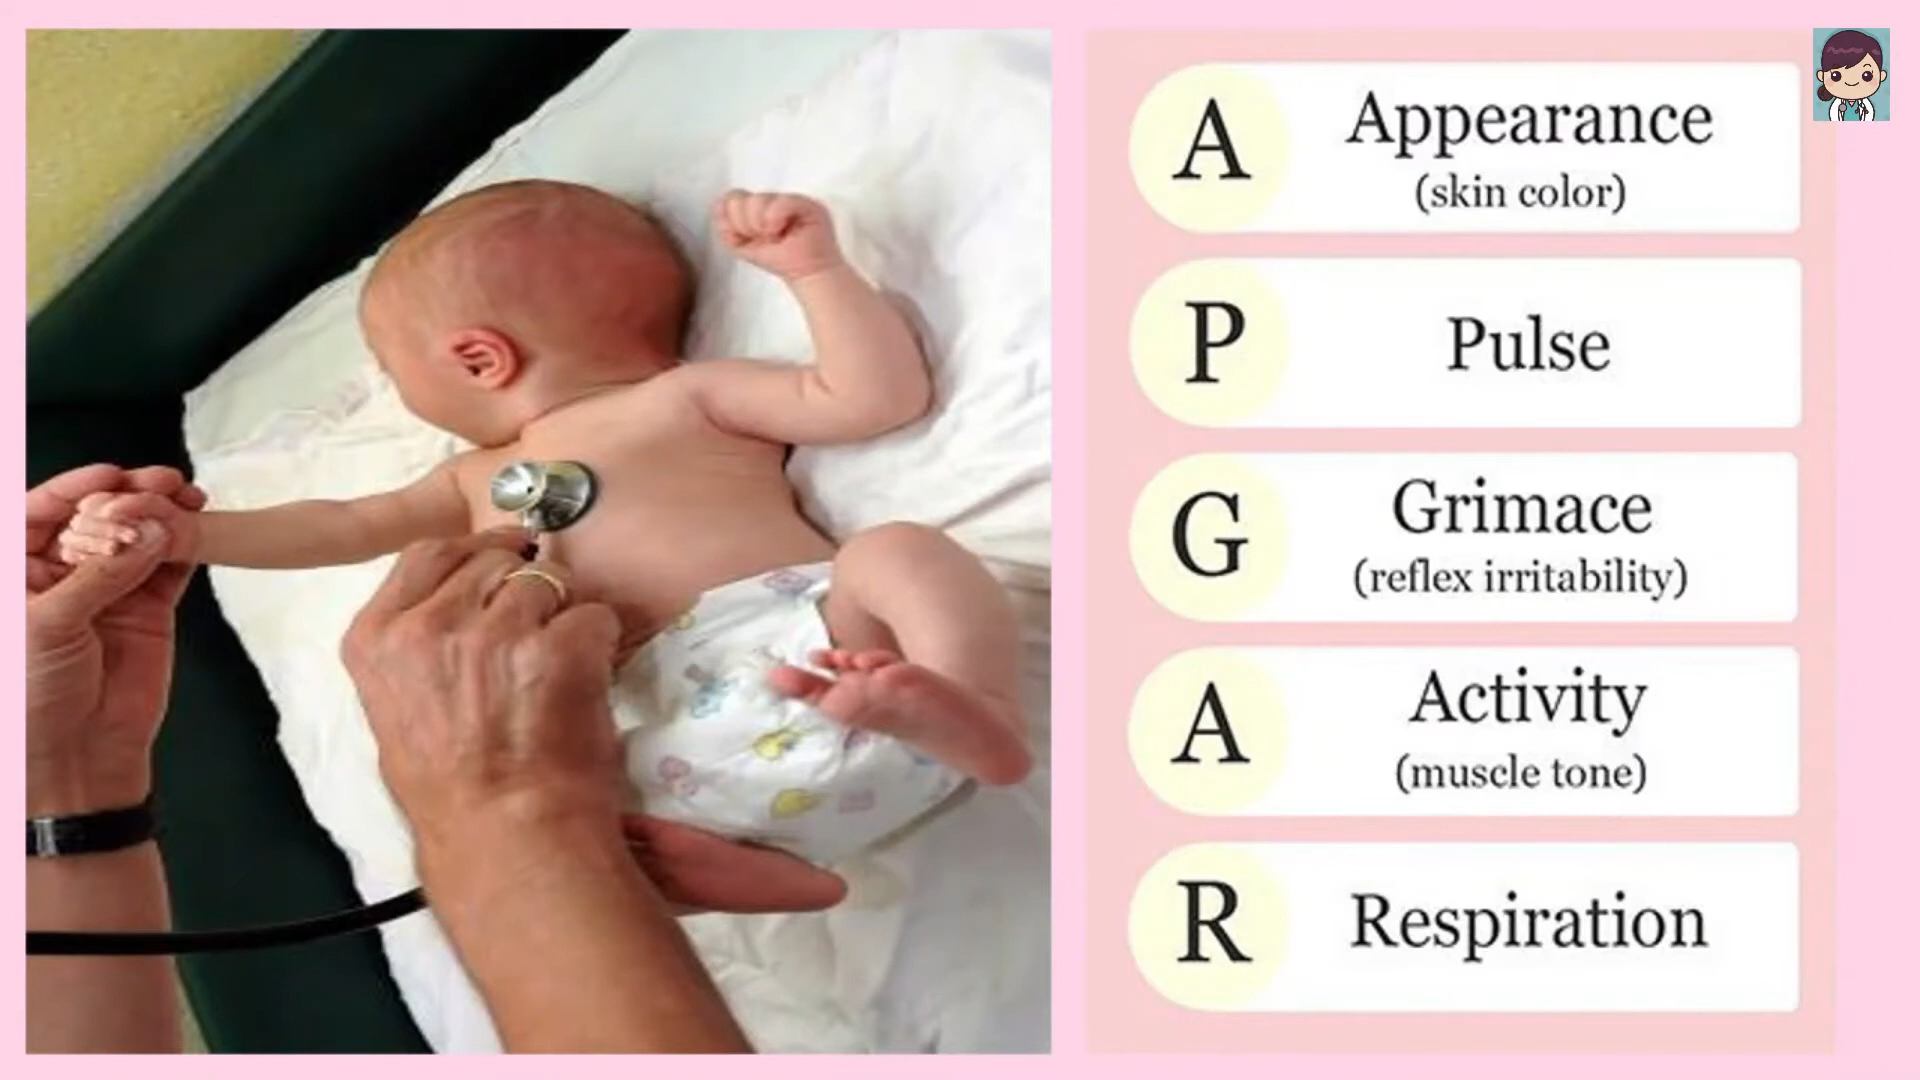 A
Appearance
(skin color)
P
Pulse
G
Grimace
(reflex irritability)
A
Activity
(muscle tone)
R
Respiration